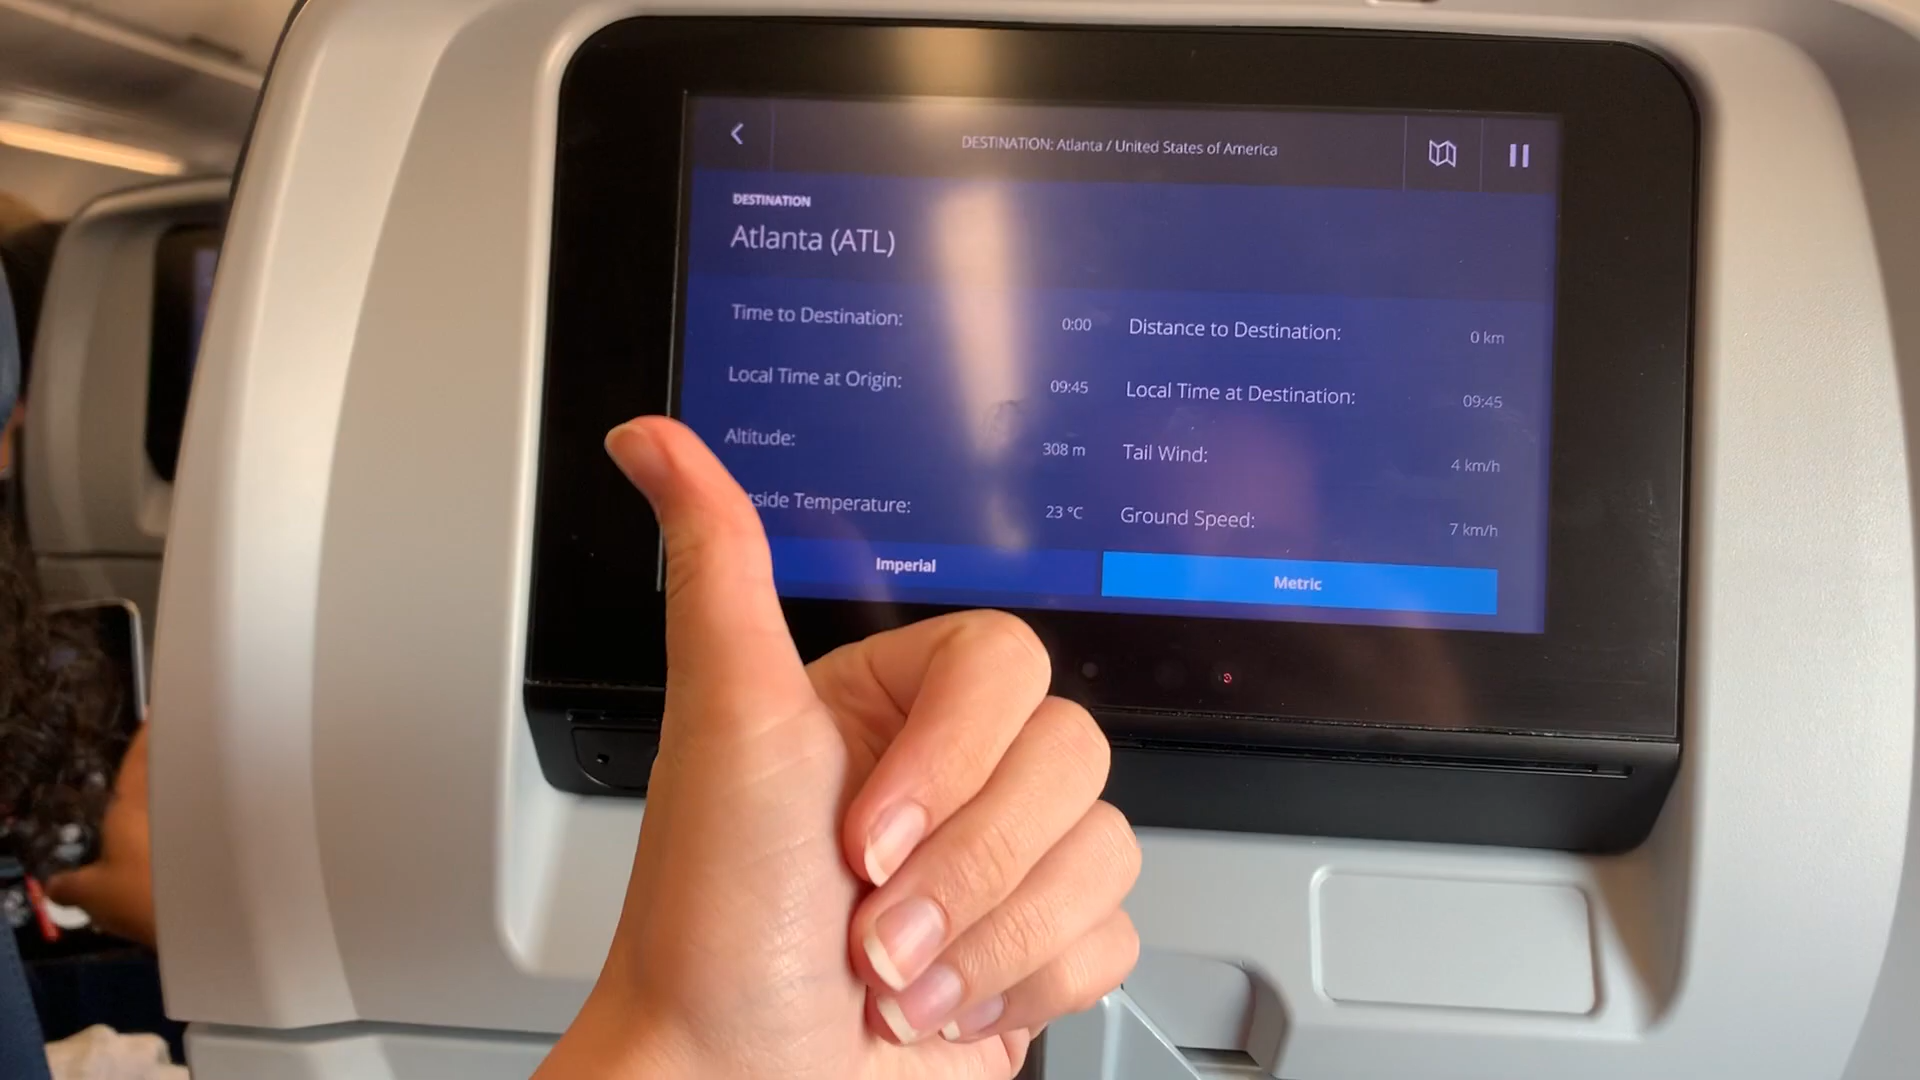 DESTINATION: Atlanta / United States of America
DESTINATION
Atlanta (ATL)
Time to Destination: 0:00 Distance to Destination: 0 km
Local Time at Origin: 09:45 Local Time at Destination: 09:45
Altitude: 308 m Tail Wind: 4 km/h
tside Temperature: 23 °C Ground Speed: 7 km/h
Imperial Metric